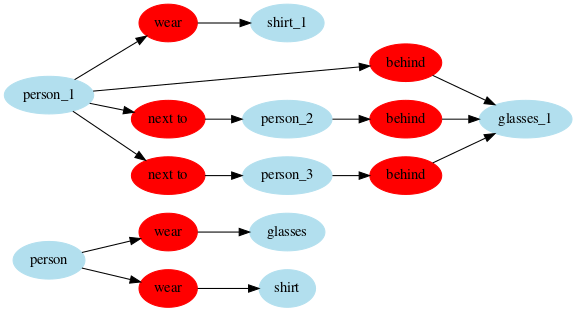 wear
shirt_1
behind
person_1
next to
person_2
behind
glasses_1
next to
person_3
behind
wear
glasses
person
wear
shirt